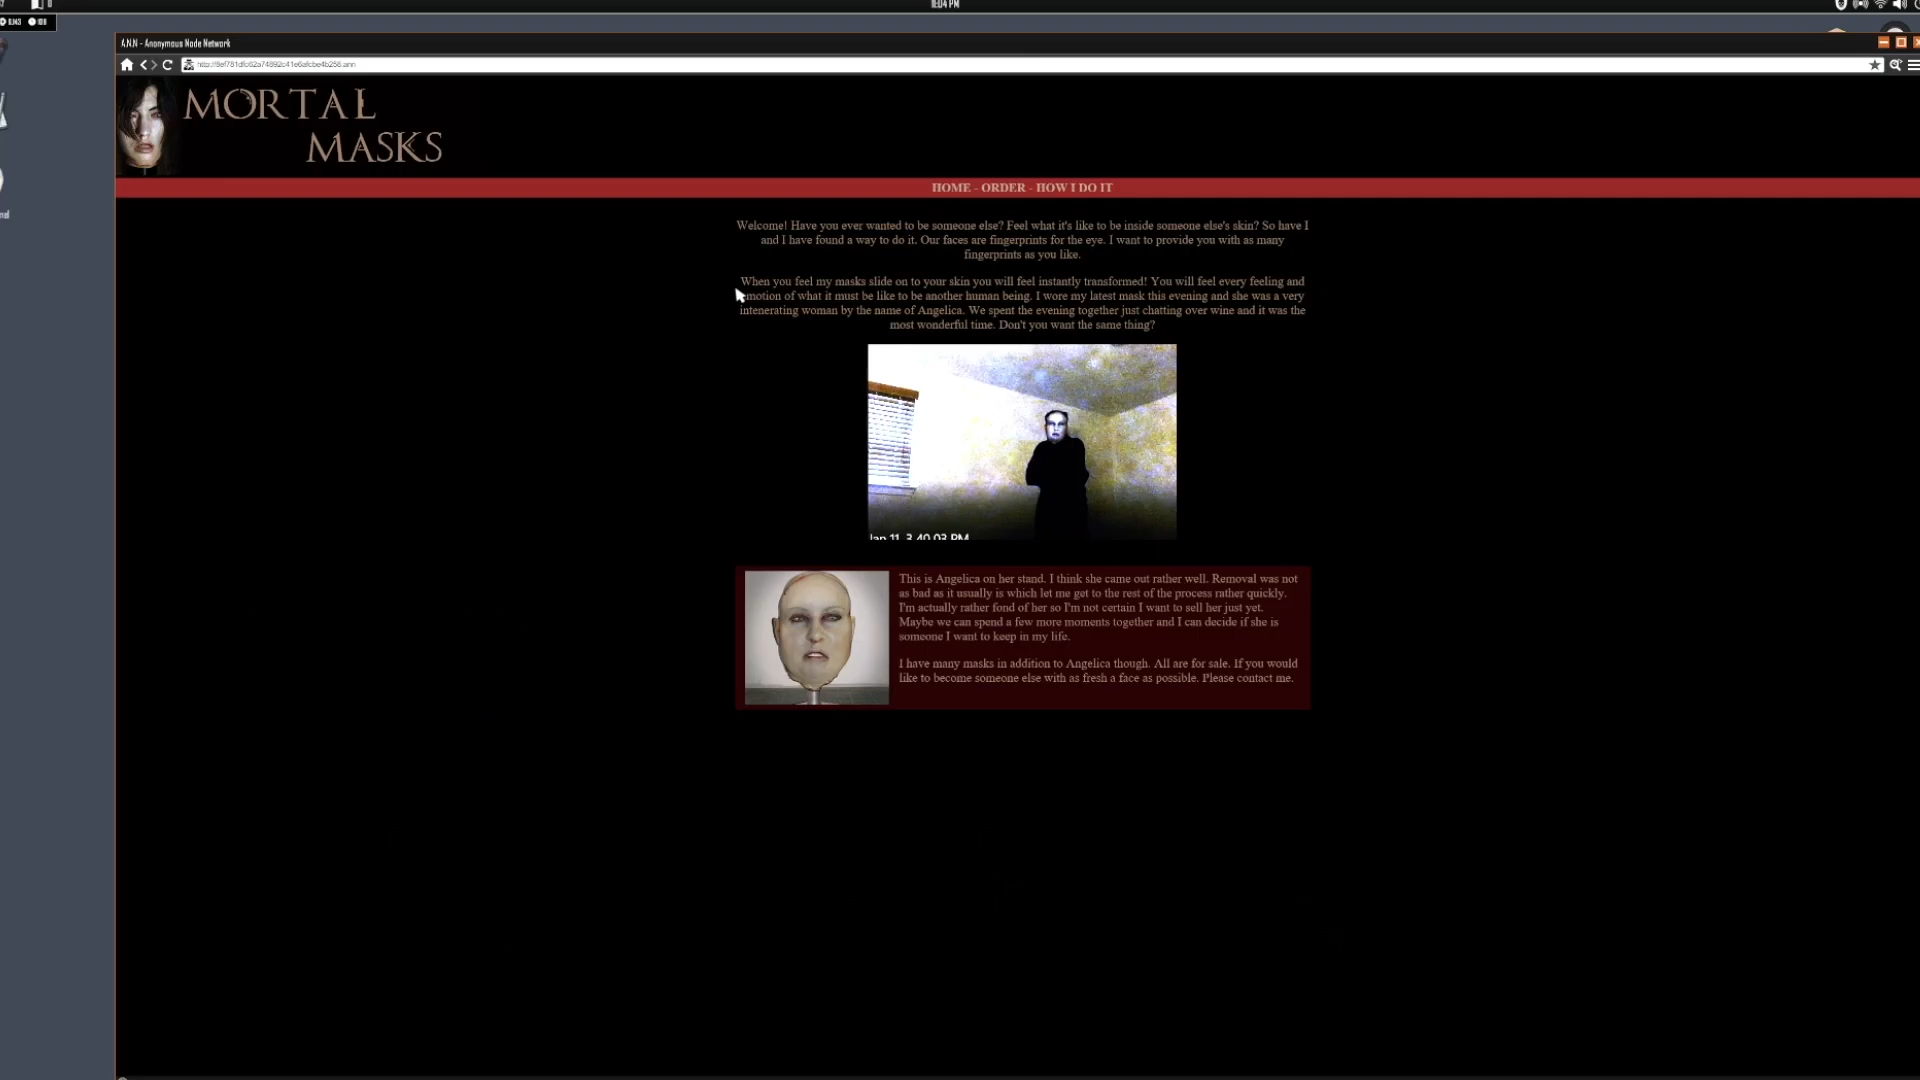 11:04 PM
A.N.N - Anonymous Node Network
MORTAL
MASKS
HOME - ORDER - HOW I DO IT
Welcome! Have you ever wanted to be someone else? Feel what it's like to be inside someone else's skin? So have I
and I have found a way to do it. Our faces are fingerprints for the eye. I want to provide you with as many
fingerprints as you like.
When you feel my masks slide on to your skin you will feel instantly transformed! You will feel every feeling and
emotion of what it must be like to be another human being. I wore my latest mask this evening and she was a very
intenerating woman by the name of Angelica. We spent the evening together just chatting over wine and it was the
most wonderful time. Don't you want the same thing?
Jan 11, 3 40 03 PM
This is Angelica on her stand. I think she came out rather well. Removal was not
as bad as it usually is which let me get to the rest of the process rather quickly.
I'm actually rather fond of her so I'm not certain I want to sell her just yet.
Maybe we can spend a few more moments together and I can decide if she is
someone I want to keep in my life.
I have many masks in addition to Angelica though. All are for sale. If you would
like to become someone else with as fresh a face as possible. Please contact me.